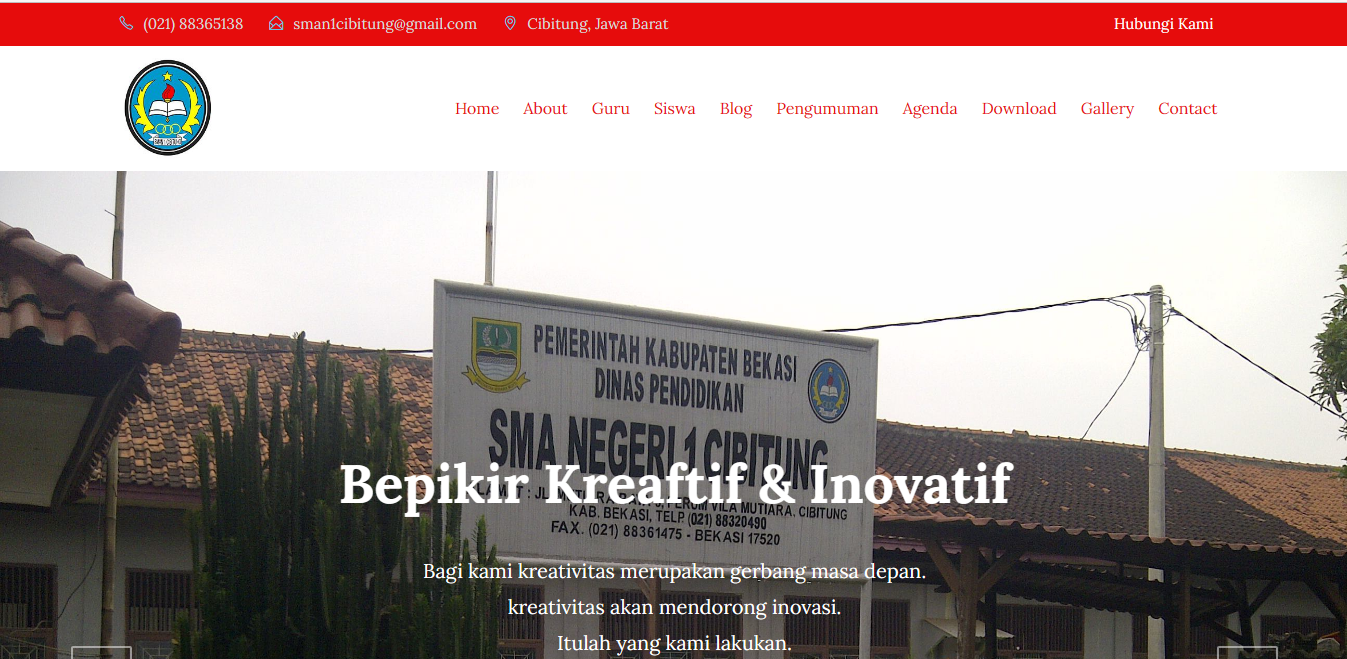 (021) 88365138 sman1cibitung@gmail.com Cibitung, Jawa Barat Hubungi Kami
Home About Guru Siswa Blog Pengumuman Agenda Download Gallery Contact
PEMERINTAH KABUPATEN BEKASI
DINAS PENDIDIKAN
SMA NEGERI 1 CIBITUNG
Bepikir Kreaftif & Inovatif
PERUM VILA MUTIARA. CIBITUNG
KAB. BEKASI, TELP. (021) 88320490
FAX. (021) 88361475 - BEKASI 17520
Bagi kami kreativitas merupakan gerbang masa depan.
kreativitas akan mendorong inovasi.
Itulah yang kami lakukan.